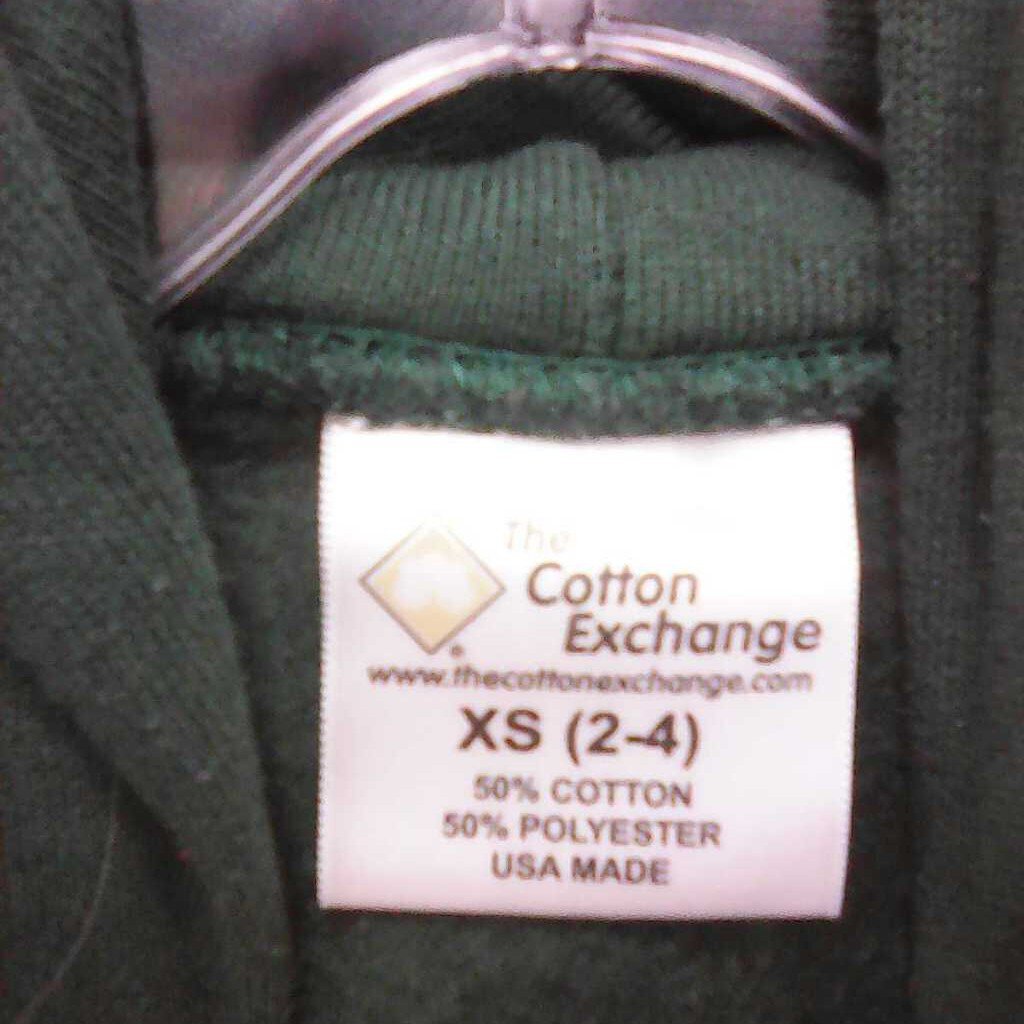 The
Cotton
Exchange
®
www.thecottonexchange.com
XS (2-4)
50% COTTON
50% POLYESTER
USA MADE